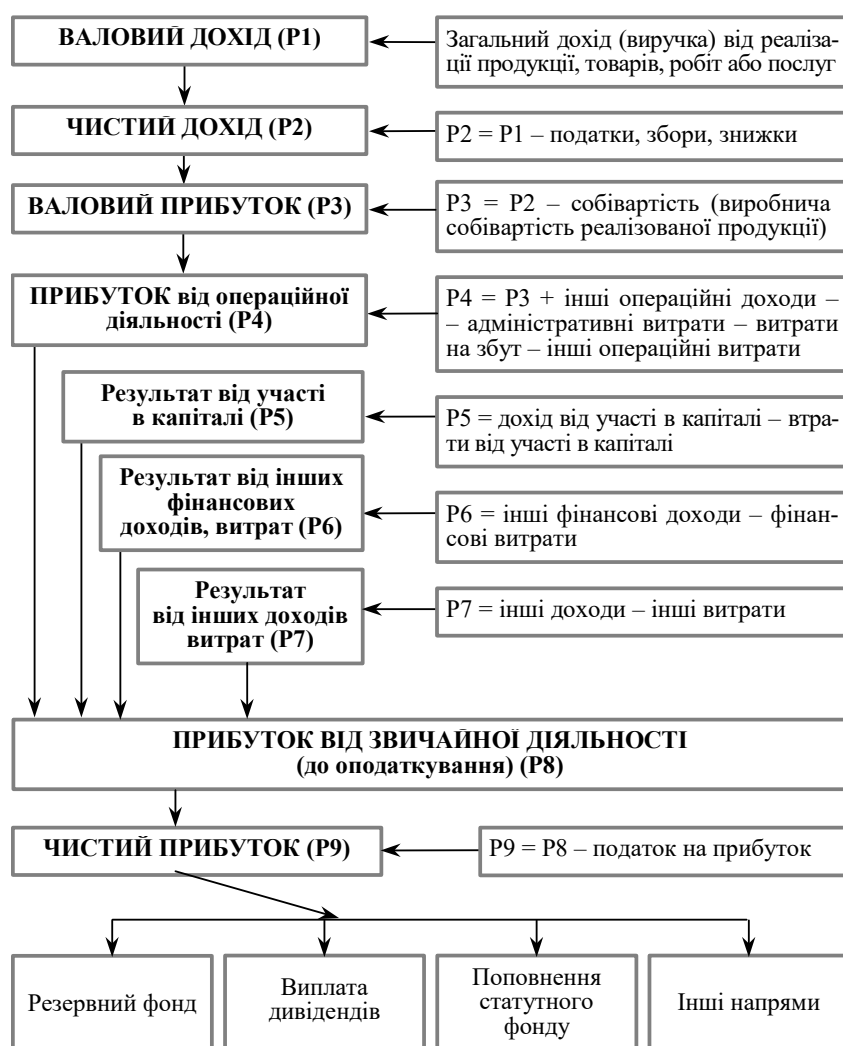 ВАЛОВИЙ ДОХІД (Р1)
Загальний дохід (виручка) від реаліза-
ції продукції, товарів, робіт або послуг
ЧИСТИЙ ДОХІД (Р2)
Р2 = Р1 – податки, збори, знижки
ВАЛОВИЙ ПРИБУТОК (Р3)
Р3 = Р2 – собівартість (виробнича
собівартість реалізованої продукції)
ПРИБУТОК від операційної
діяльності (Р4)
Р4 = Р3 + інші операційні доходи –
– адміністративні витрати – витрати
на збут – інші операційні витрати
Результат від участі
в капіталі (Р5)
Р5 = дохід від участі в капіталі – втра-
ти від участі в капіталі
Результат від інших
фінансових
доходів, витрат (Р6)
Р6 = інші фінансові доходи – фінан-
сові витрати
Результат
від інших доходів
витрат (Р7)
Р7 = інші доходи – інші витрати
ПРИБУТОК ВІД ЗВИЧАЙНОЇ ДІЯЛЬНОСТІ
(до оподаткування) (Р8)
ЧИСТИЙ ПРИБУТОК (Р9)
Р9 = Р8 – податок на прибуток
Резервний фонд
Виплата
дивідендів
Поповнення
статутного
фонду
Інші напрями